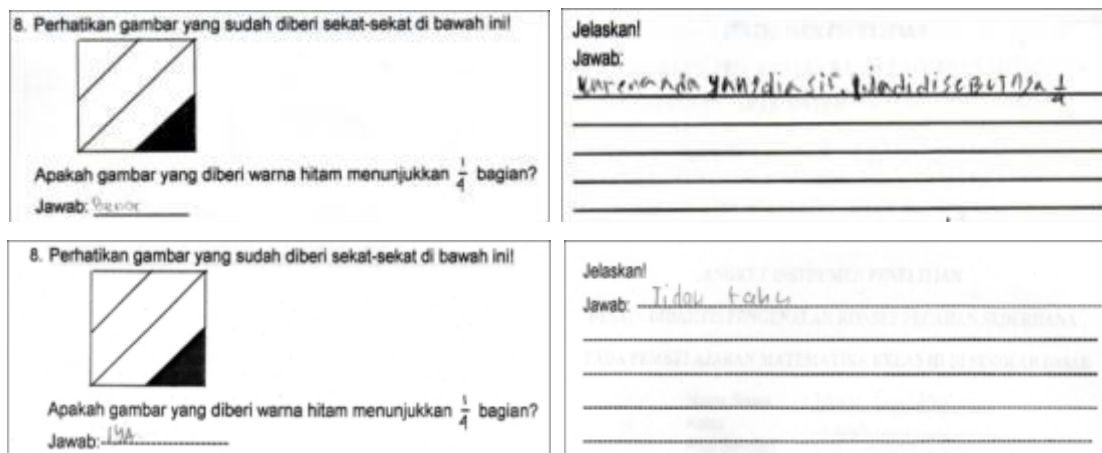 8. Perhatikan gambar yang sudah diberi sekat-sekat di bawah ini!
Apakah gambar yang diberi warna hitam menunjukkan 1/4 bagian?
Jawab: Benar
Jelaskan!
Jawab:
karena ada yang diasir. jadi disebutnya 1/4
8. Perhatikan gambar yang sudah diberi sekat-sekat di bawah ini!
Apakah gambar yang diberi warna hitam menunjukkan 1/4 bagian?
Jawab: IYA
Jelaskan!
Jawab: Tidak tahu